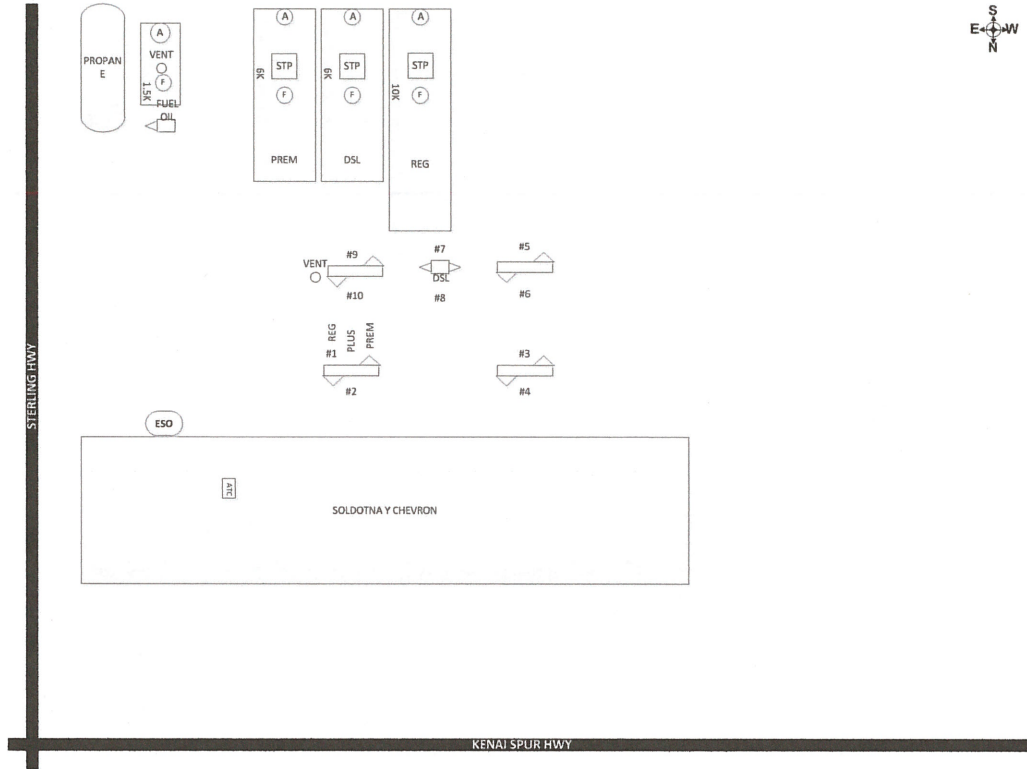 S
E W
N
PROPAN
E
A
VENT
F
1.5K
FUEL
OIL
A
STP
6K
F
PREM
A
STP
6K
F
DSL
A
STP
10K
F
REG
VENT
#9
#10
#7
DSL
#8
#5
#6
REG
PLUS
PREM
#1
#2
#3
#4
STERLING HWY
ESO
ATC
SOLDOTNA Y CHEVRON
KENAI SPUR HWY